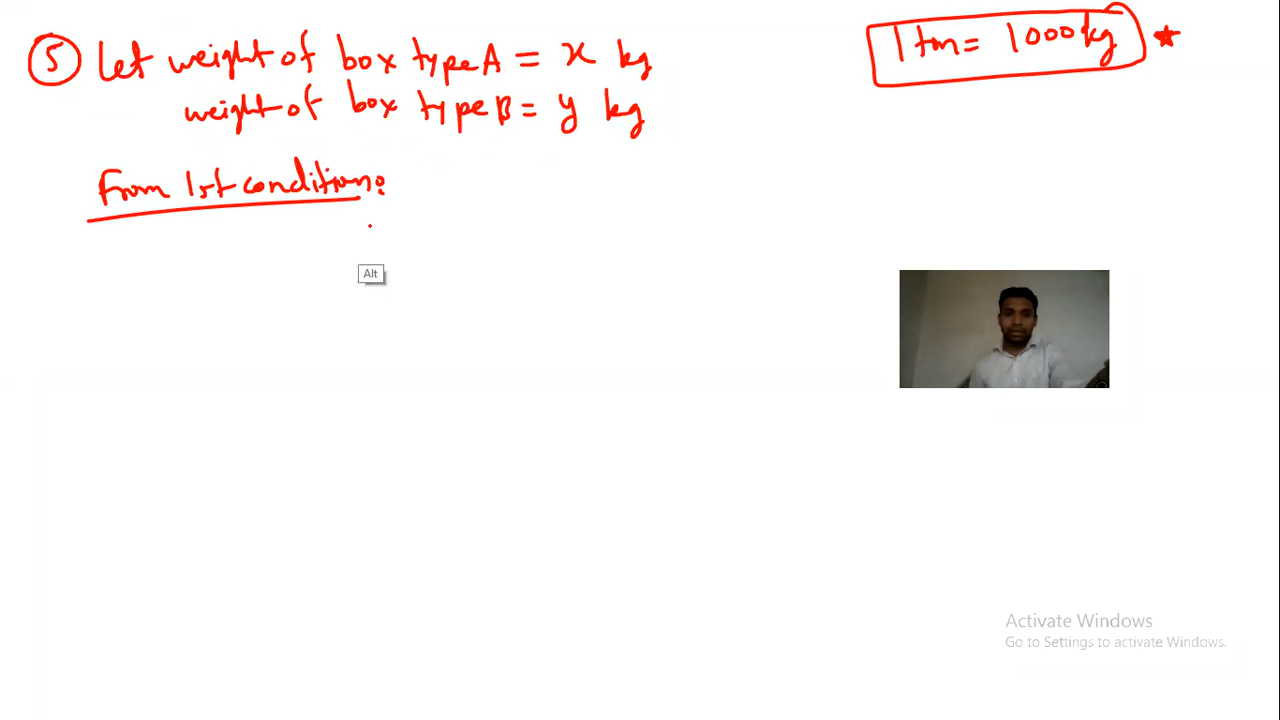 5 Let weight of box type A = x kg
1 ton = 1000 kg ★
weight of box type B = y kg
From 1st condition:
Alt
Activate Windows
Go to Settings to activate Windows.